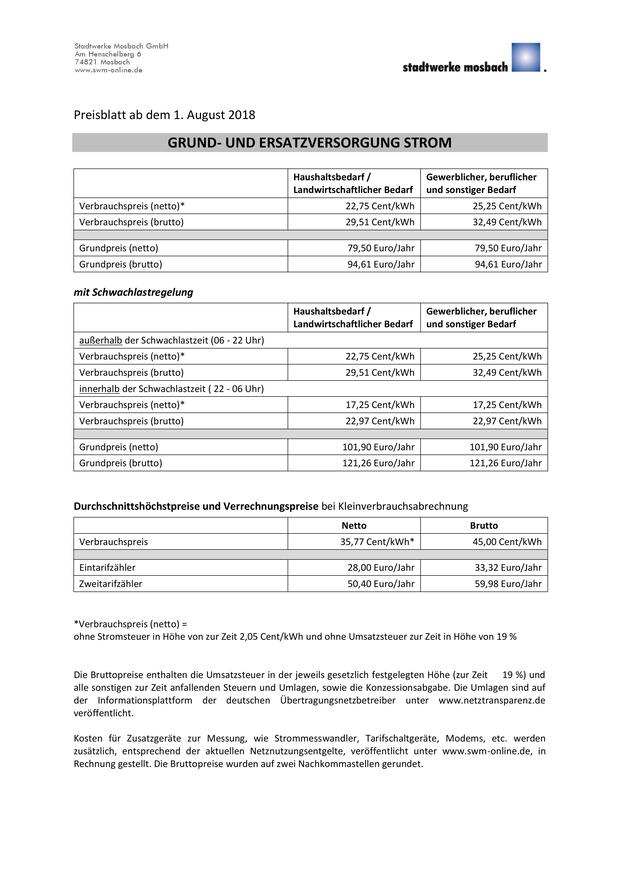 Stadtwerke Mosbach GmbH
Am Henschelberg 6
74821 Mosbach
www.swm-online.de
stadtwerke mosbach .
Preisblatt ab dem 1. August 2018
GRUND- UND ERSATZVERSORGUNG STROM
Haushaltsbedarf / Gewerblicher, beruflicher
Landwirtschaftlicher Bedarf und sonstiger Bedarf
Verbrauchspreis (netto)* 22,75 Cent/kWh 25,25 Cent/kWh
Verbrauchspreis (brutto) 29,51 Cent/kWh 32,49 Cent/kWh
Grundpreis (netto) 79,50 Euro/Jahr 79,50 Euro/Jahr
Grundpreis (brutto) 94,61 Euro/Jahr 94,61 Euro/Jahr
mit Schwachlastregelung
Haushaltsbedarf / Gewerblicher, beruflicher
Landwirtschaftlicher Bedarf und sonstiger Bedarf
außerhalb der Schwachlastzeit (06 - 22 Uhr)
Verbrauchspreis (netto)* 22,75 Cent/kWh 25,25 Cent/kWh
Verbrauchspreis (brutto) 29,51 Cent/kWh 32,49 Cent/kWh
innerhalb der Schwachlastzeit ( 22 - 06 Uhr)
Verbrauchspreis (netto)* 17,25 Cent/kWh 17,25 Cent/kWh
Verbrauchspreis (brutto) 22,97 Cent/kWh 22,97 Cent/kWh
Grundpreis (netto) 101,90 Euro/Jahr 101,90 Euro/Jahr
Grundpreis (brutto) 121,26 Euro/Jahr 121,26 Euro/Jahr
Durchschnittshöchstpreise und Verrechnungspreise bei Kleinverbrauchsabrechnung
Netto Brutto
Verbrauchspreis 35,77 Cent/kWh* 45,00 Cent/kWh
Eintarifzähler 28,00 Euro/Jahr 33,32 Euro/Jahr
Zweitarifzähler 50,40 Euro/Jahr 59,98 Euro/Jahr
*Verbrauchspreis (netto) =
ohne Stromsteuer in Höhe von zur Zeit 2,05 Cent/kWh und ohne Umsatzsteuer zur Zeit in Höhe von 19 %
Die Bruttopreise enthalten die Umsatzsteuer in der jeweils gesetzlich festgelegten Höhe (zur Zeit 19 %) und
alle sonstigen zur Zeit anfallenden Steuern und Umlagen, sowie die Konzessionsabgabe. Die Umlagen sind auf
der Informationsplattform der deutschen Übertragungsnetzbetreiber unter www.netztransparenz.de
veröffentlicht.
Kosten für Zusatzgeräte zur Messung, wie Strommesswandler, Tarifschaltgeräte, Modems, etc. werden
zusätzlich, entsprechend der aktuellen Netznutzungsentgelte, veröffentlicht unter www.swm-online.de, in
Rechnung gestellt. Die Bruttopreise wurden auf zwei Nachkommastellen gerundet.